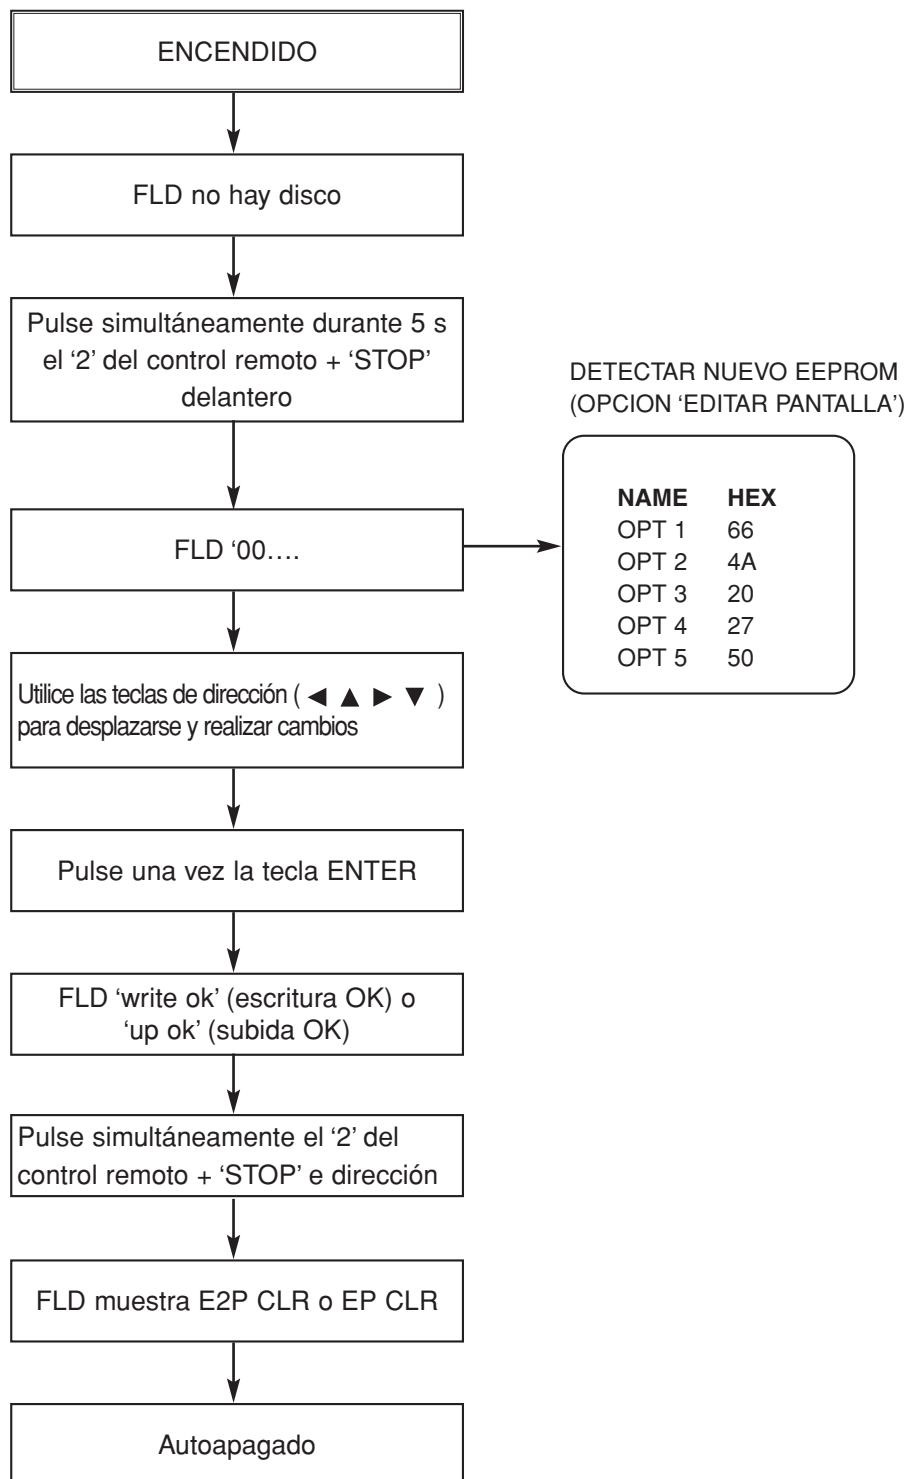 ENCENDIDO
FLD no hay disco
Pulse simultáneamente durante 5 s
el ‘2’ del control remoto + ‘STOP’
delantero
DETECTAR NUEVO EEPROM
(OPCION ‘EDITAR PANTALLA’)
FLD ‘00….
NAME HEX
OPT 1 66
OPT 2 4A
OPT 3 20
OPT 4 27
OPT 5 50
Utilice las teclas de dirección ( ◀ ▲ ▶ ▼ )
para desplazarse y realizar cambios
Pulse una vez la tecla ENTER
FLD ‘write ok’ (escritura OK) o
‘up ok’ (subida OK)
Pulse simultáneamente el ‘2’ del
control remoto + ‘STOP’ e dirección
FLD muestra E2P CLR o EP CLR
Autoapagado